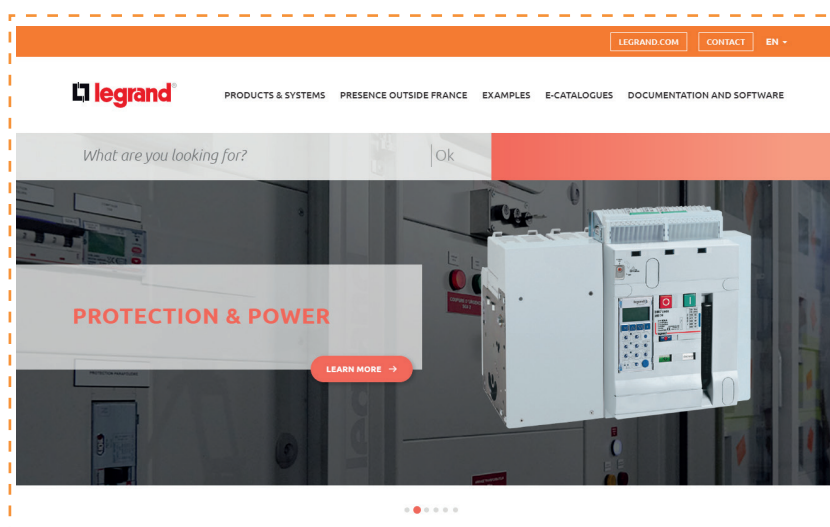 LEGRAND.COM CONTACT EN
legrand®
PRODUCTS & SYSTEMS PRESENCE OUTSIDE FRANCE EXAMPLES E-CATALOGUES DOCUMENTATION AND SOFTWARE
What are you looking for? Ok
PROTECTION & POWER
LEARN MORE →